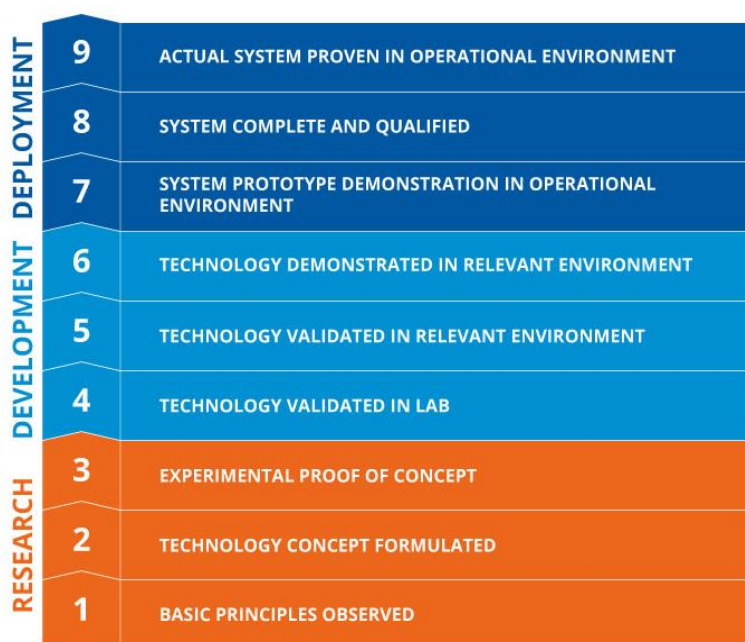 DEPLOYMENT
9 ACTUAL SYSTEM PROVEN IN OPERATIONAL ENVIRONMENT
8 SYSTEM COMPLETE AND QUALIFIED
7 SYSTEM PROTOTYPE DEMONSTRATION IN OPERATIONAL
ENVIRONMENT
DEVELOPMENT
6 TECHNOLOGY DEMONSTRATED IN RELEVANT ENVIRONMENT
5 TECHNOLOGY VALIDATED IN RELEVANT ENVIRONMENT
4 TECHNOLOGY VALIDATED IN LAB
RESEARCH
3 EXPERIMENTAL PROOF OF CONCEPT
2 TECHNOLOGY CONCEPT FORMULATED
1 BASIC PRINCIPLES OBSERVED